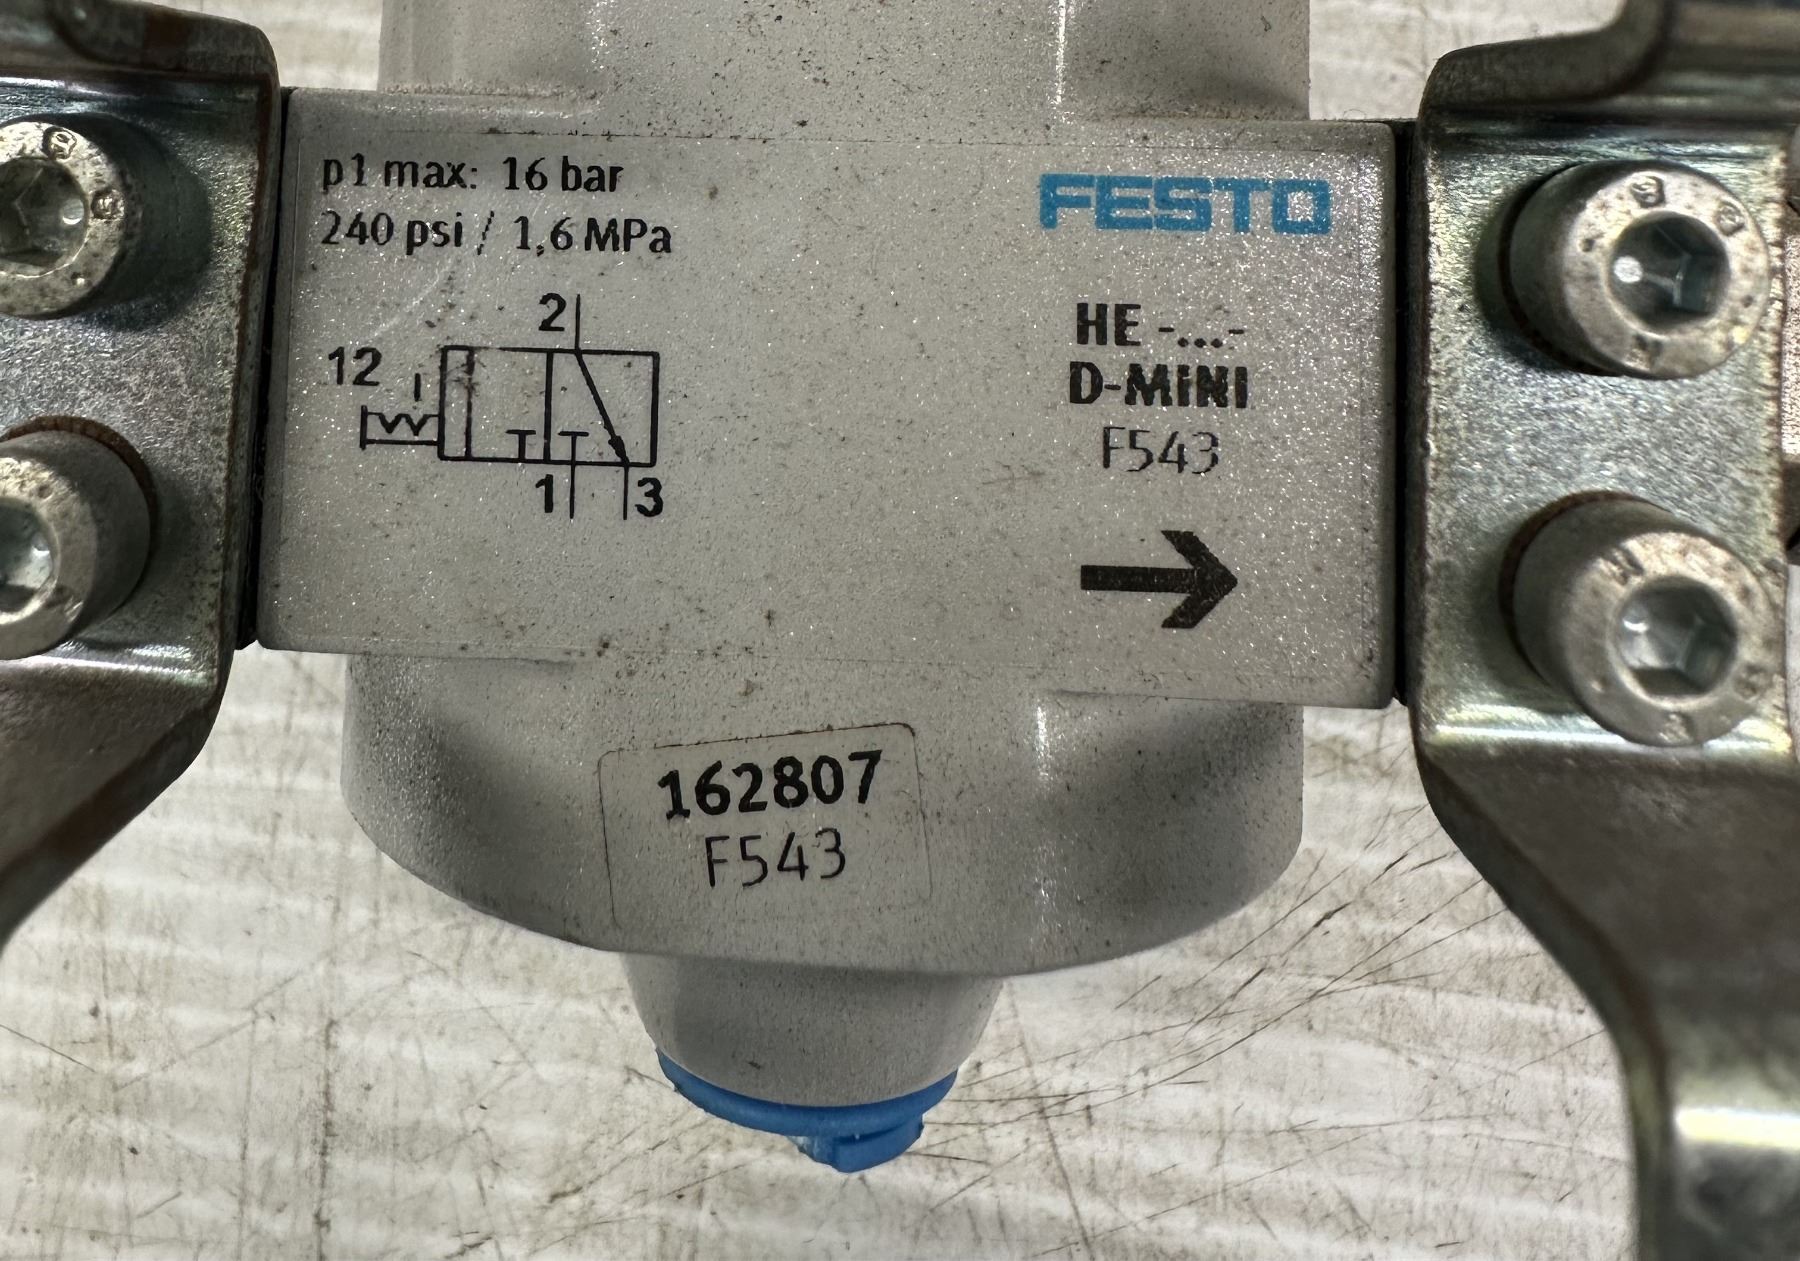 p1 max: 16 bar
240 psi / 1,6 MPa
FESTO
HE -...-
D-MINI
F543
2
12
1
3
162807
F543